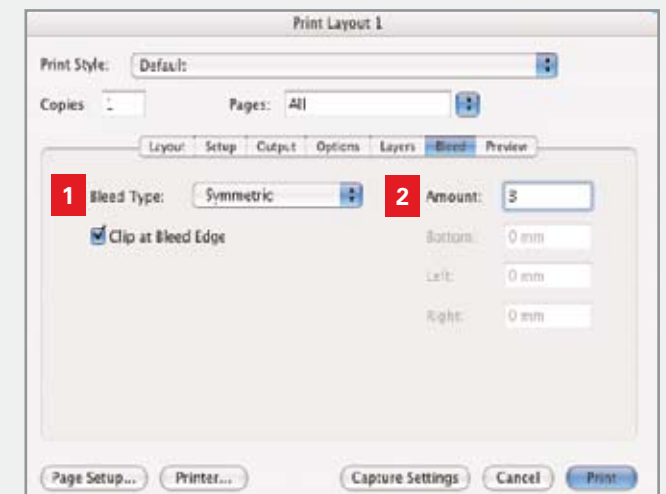 Print Layout 1
Print Style: Default
Copies Pages: All
Layout Setup Output Options Layers Bleed Preview
1 Bleed Type: Symmetric 2 Amount: 3
Clip at Bleed Edge Bottom: 0 mm
Left: 0 mm
Right: 0 mm
Page Setup... Printer... Capture Settings Cancel Print